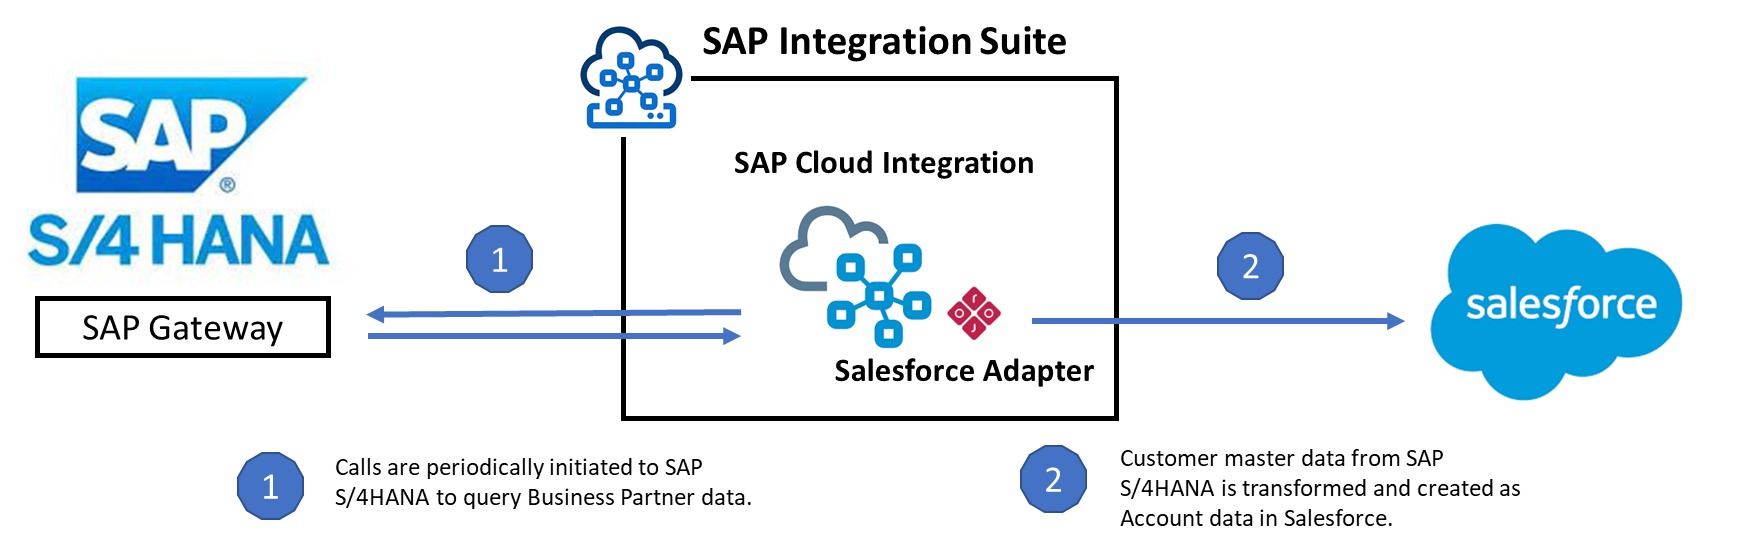 SAP Integration Suite
SAP
®
S/4 HANA
SAP Gateway
1
SAP Cloud Integration
r
O O
J
Salesforce Adapter
2
salesforce
1
Calls are periodically initiated to SAP
S/4HANA to query Business Partner data.
2
Customer master data from SAP
S/4HANA is transformed and created as
Account data in Salesforce.